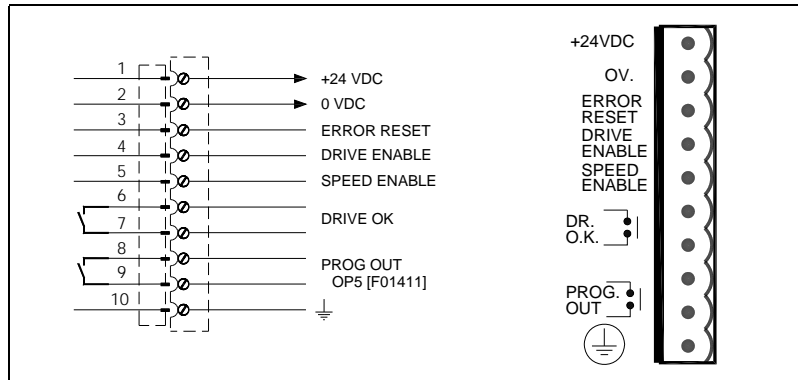 1 +24 VDC
2 0 VDC
3 ERROR RESET
4 DRIVE ENABLE
5 SPEED ENABLE
6
DRIVE OK
7
8
PROG OUT
9 OP5 [F01411]
10
+24VDC
OV.
ERROR
RESET
DRIVE
ENABLE
SPEED
ENABLE
DR.
O.K.
PROG.
OUT